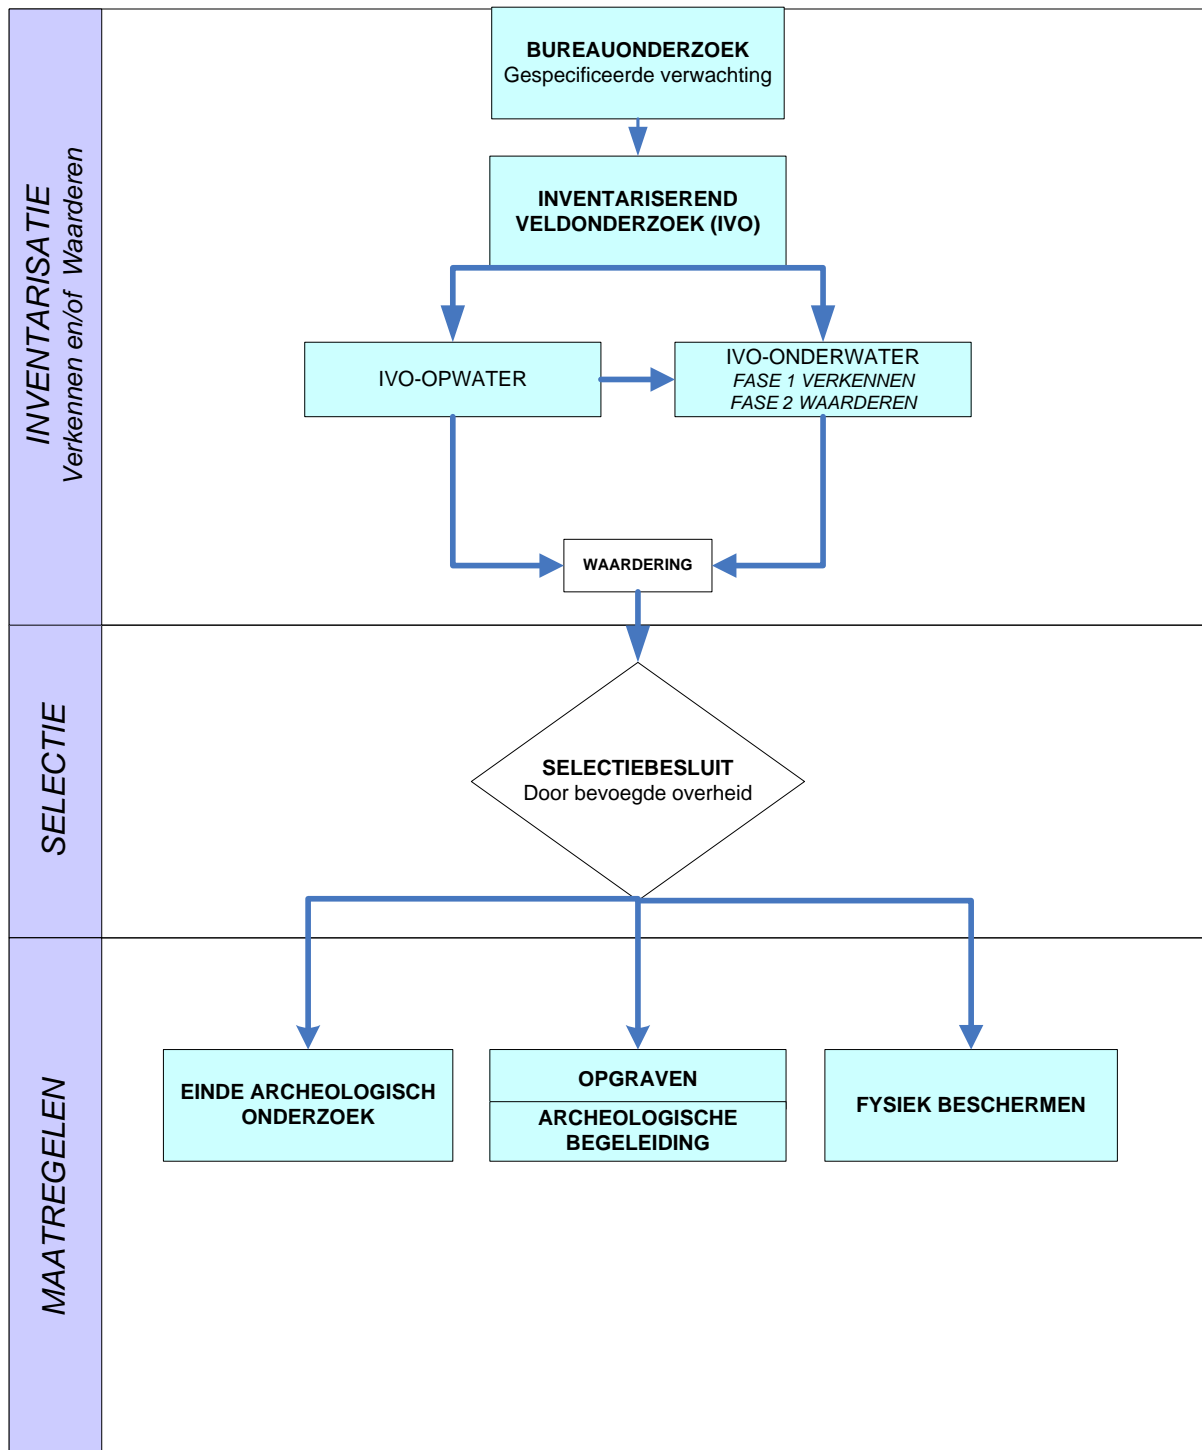 INVENTARISATIE
Verkennen en/of Waarderen
BUREAUONDERZOEK
Gespecificeerde verwachting
INVENTARISEREND
VELDONDERZOEK (IVO)
IVO-OPWATER
IVO-ONDERWATER
FASE 1 VERKENNEN
FASE 2 WAARDEREN
WAARDERING
SELECTIE
SELECTIEBESLUIT
Door bevoegde overheid
MAATREGELEN
EINDE ARCHEOLOGISCH
ONDERZOEK
OPGRAVEN
ARCHEOLOGISCHE
BEGELEIDING
FYSIEK BESCHERMEN